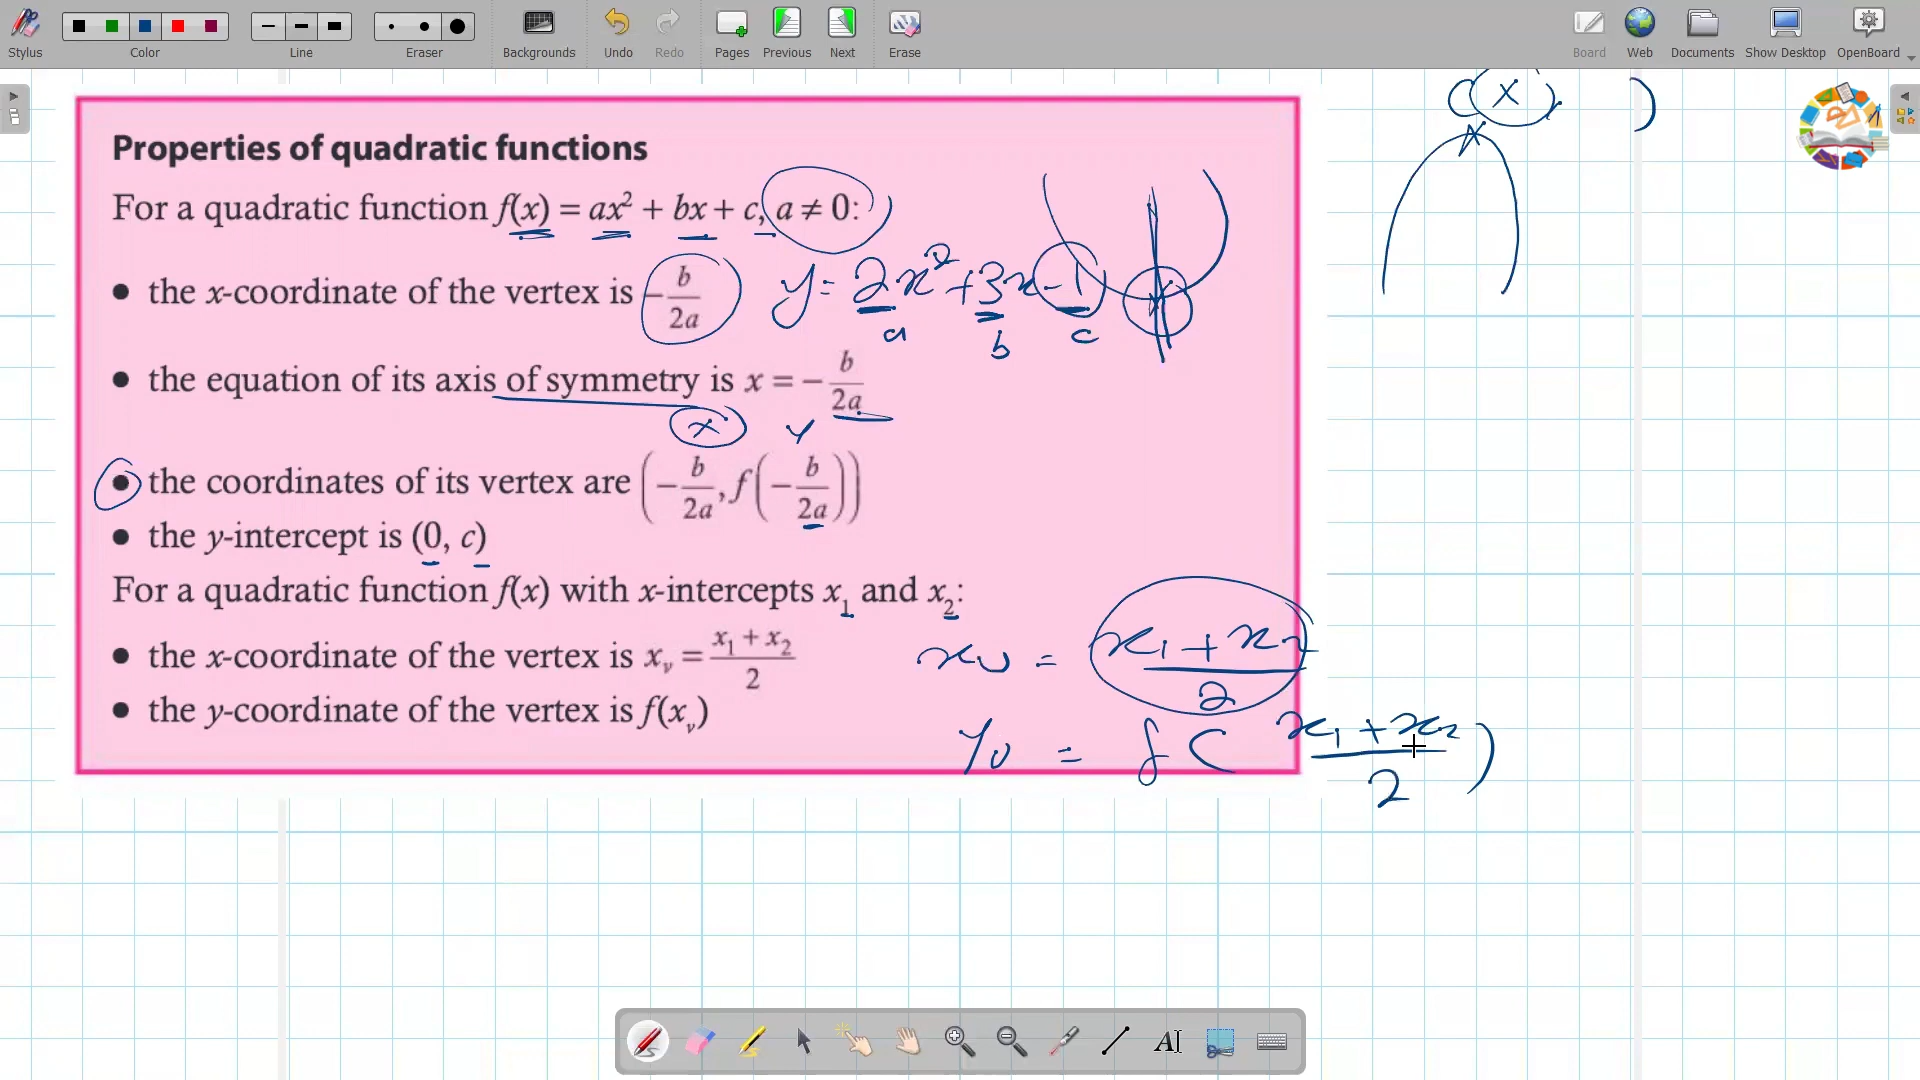 Stylus Color Line Eraser Backgrounds Undo Redo Pages Previous Next Erase Board Web Documents Show Desktop OpenBoard
(x)
Properties of quadratic functions
For a quadratic function f(x) = ax² + bx + c, a ≠ 0:
• the x-coordinate of the vertex is -b/2a
y = 2x² + 3x - 1
a b c
• the equation of its axis of symmetry is x = -b/2a
x y
• the coordinates of its vertex are (-b/2a, f(-b/2a))
• the y-intercept is (0, c)
For a quadratic function f(x) with x-intercepts x₁ and x₂:
• the x-coordinate of the vertex is xᵥ = (x₁ + x₂)/2
xv = (x₁ + x₂)/2
• the y-coordinate of the vertex is f(xᵥ)
yv = f((x₁ + x₂)/2)